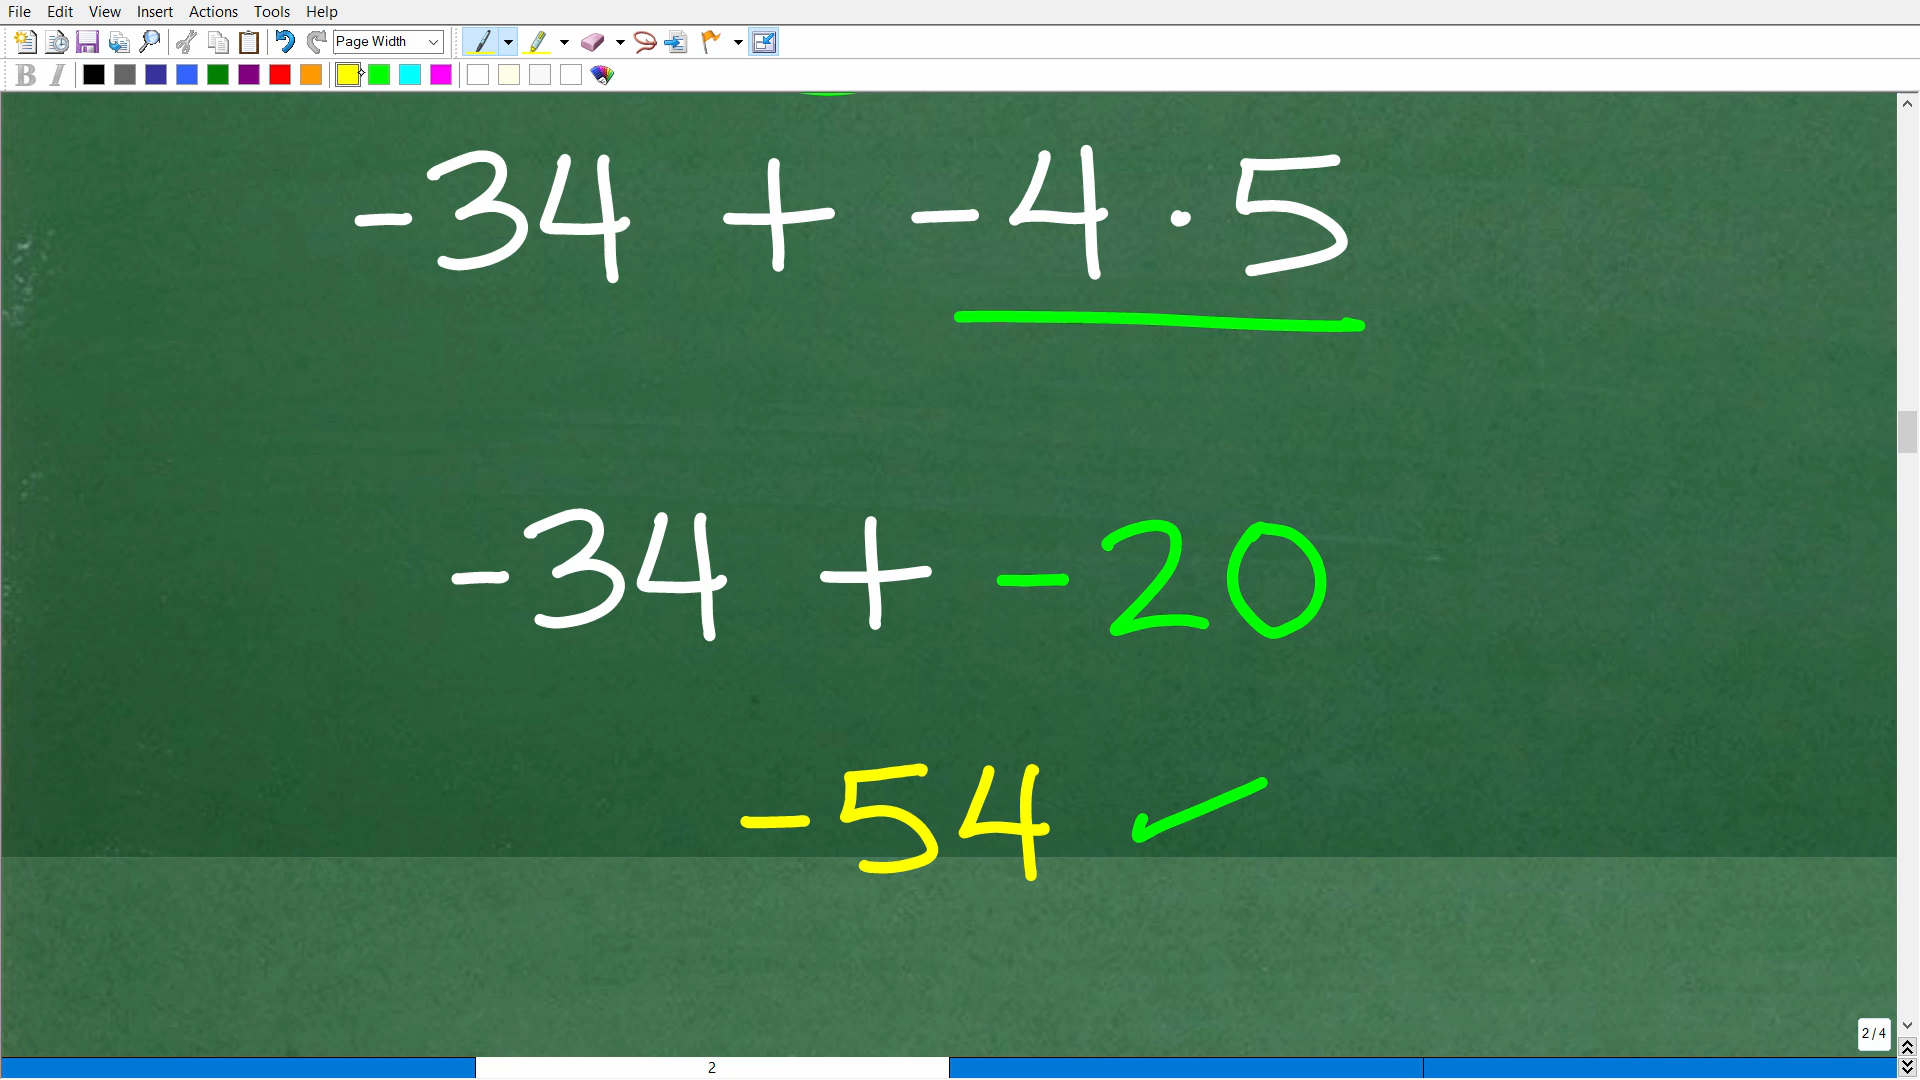 File Edit View Insert Actions Tools Help
Page Width
B I
-34 + -4 · 5
-34 + -20
-54 ✓
2 / 4
2